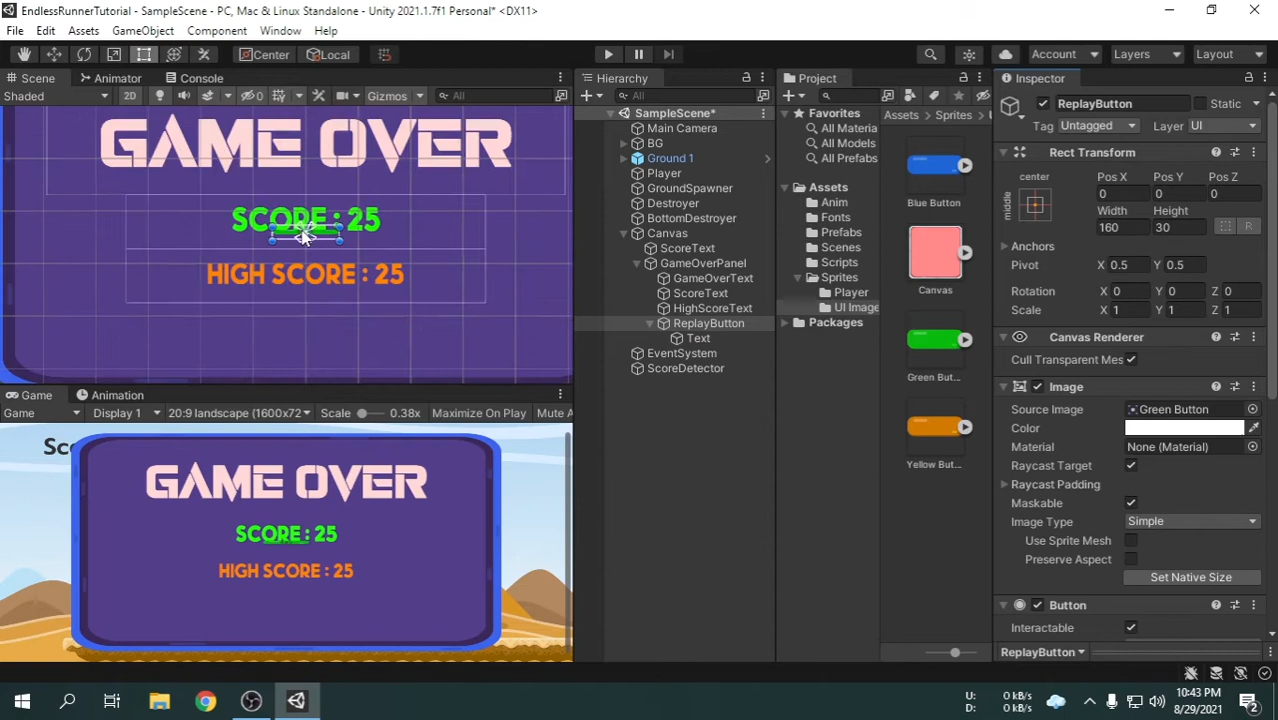 EndlessRunnerTutorial - SampleScene - PC, Mac & Linux Standalone - Unity 2021.1.7f1 Personal* <DX11>
File Edit Assets GameObject Component Window Help
Center Local Account Layers Layout
Scene Animator Console Hierarchy Project Inspector
Shaded 2D 0 Gizmos All
GAME OVER
SCORE : 25
HIGH SCORE : 25
All
SampleScene*
Main Camera
BG
Ground 1
Player
GroundSpawner
Destroyer
BottomDestroyer
Canvas
ScoreText
GameOverPanel
GameOverText
ScoreText
HighScoreText
ReplayButton
Text
EventSystem
ScoreDetector
Favorites
All Materia
All Models
All Prefabs
Assets
Anim
Fonts
Prefabs
Scenes
Scripts
Sprites
Player
UI Image
Packages
Assets Sprites U
Blue Button
Canvas
Green But...
Yellow But...
ReplayButton Static
Tag Untagged Layer UI
Rect Transform
center Pos X Pos Y Pos Z
middle 0 0 0
Width Height
160 30 R
Anchors
Pivot X 0.5 Y 0.5
Rotation X 0 Y 0 Z 0
Scale X 1 Y 1 Z 1
Canvas Renderer
Cull Transparent Mes
Image
Source Image Green Button
Color
Material None (Material)
Raycast Target
Raycast Padding
Maskable
Image Type Simple
Use Sprite Mesh
Preserve Aspect
Set Native Size
Button
Interactable
ReplayButton
Game Animation
Game Display 1 20:9 landscape (1600x72 Scale 0.38x Maximize On Play Mute A
Sco
GAME OVER
SCORE : 25
HIGH SCORE : 25
U: 0 kB/s
D: 0 kB/s
10:43 PM
8/29/2021
2